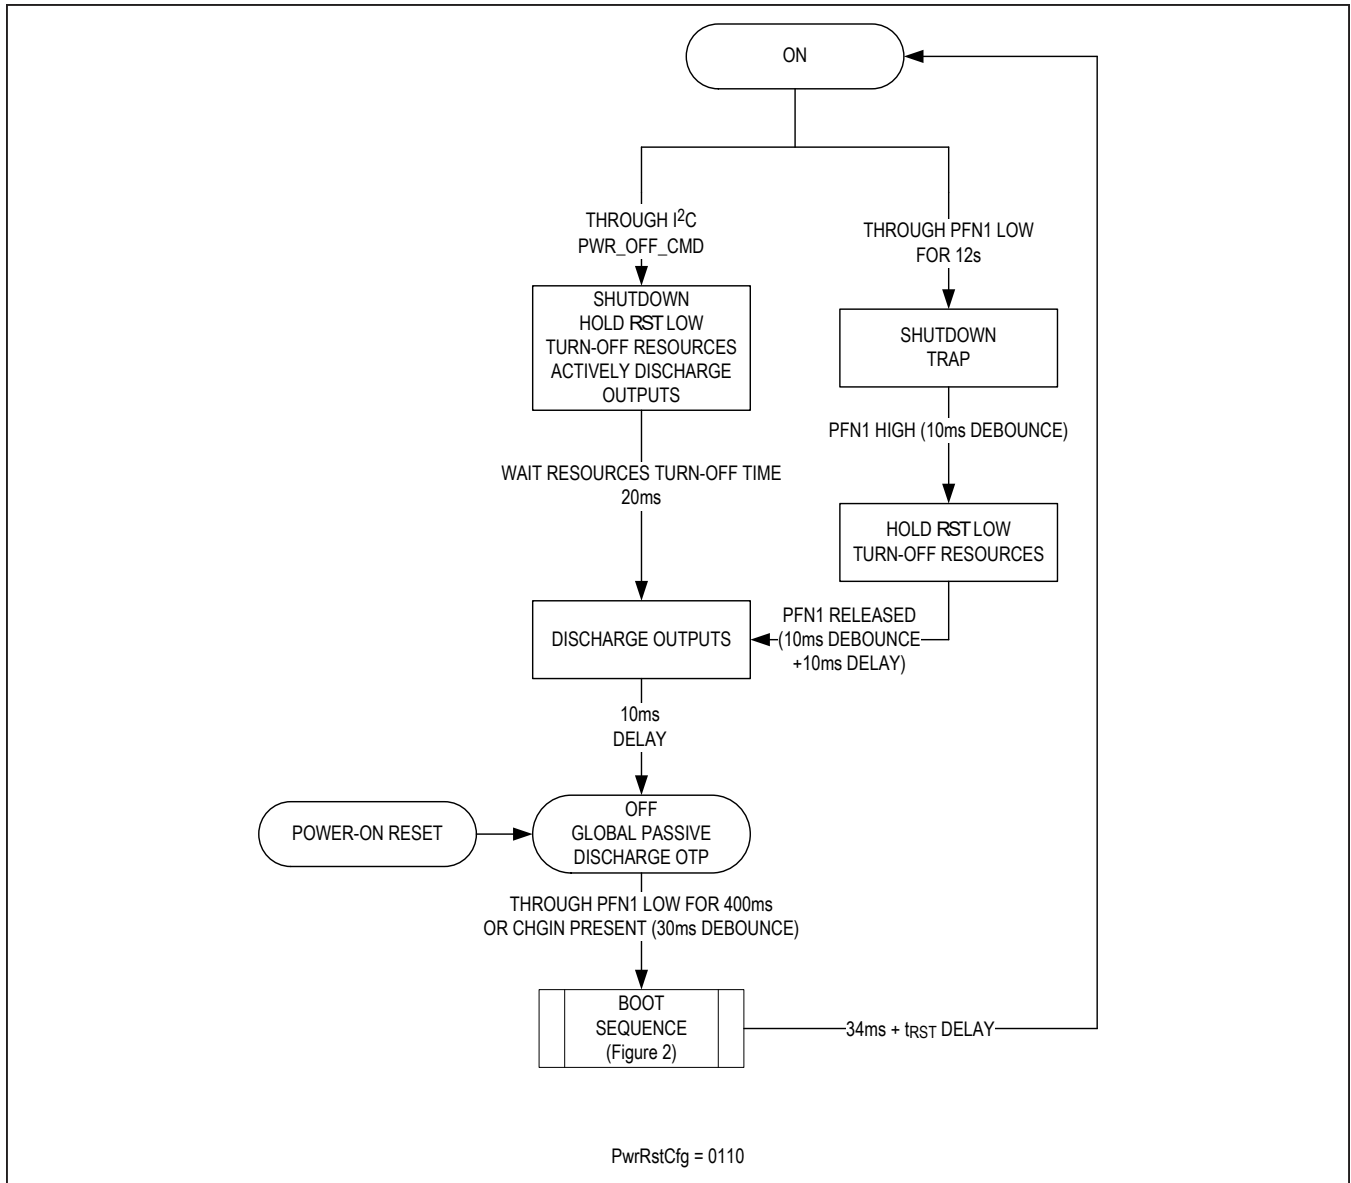 ON
THROUGH I²C
PWR_OFF_CMD
THROUGH PFN1 LOW
FOR 12s
SHUTDOWN
HOLD RST LOW
TURN-OFF RESOURCES
ACTIVELY DISCHARGE
OUTPUTS
SHUTDOWN
TRAP
PFN1 HIGH (10ms DEBOUNCE)
WAIT RESOURCES TURN-OFF TIME
20ms
HOLD RST LOW
TURN-OFF RESOURCES
DISCHARGE OUTPUTS
PFN1 RELEASED
(10ms DEBOUNCE
+10ms DELAY)
10ms
DELAY
POWER-ON RESET
OFF
GLOBAL PASSIVE
DISCHARGE OTP
THROUGH PFN1 LOW FOR 400ms
OR CHGIN PRESENT (30ms DEBOUNCE)
BOOT
SEQUENCE
(Figure 2)
34ms + tRST DELAY
PwrRstCfg = 0110